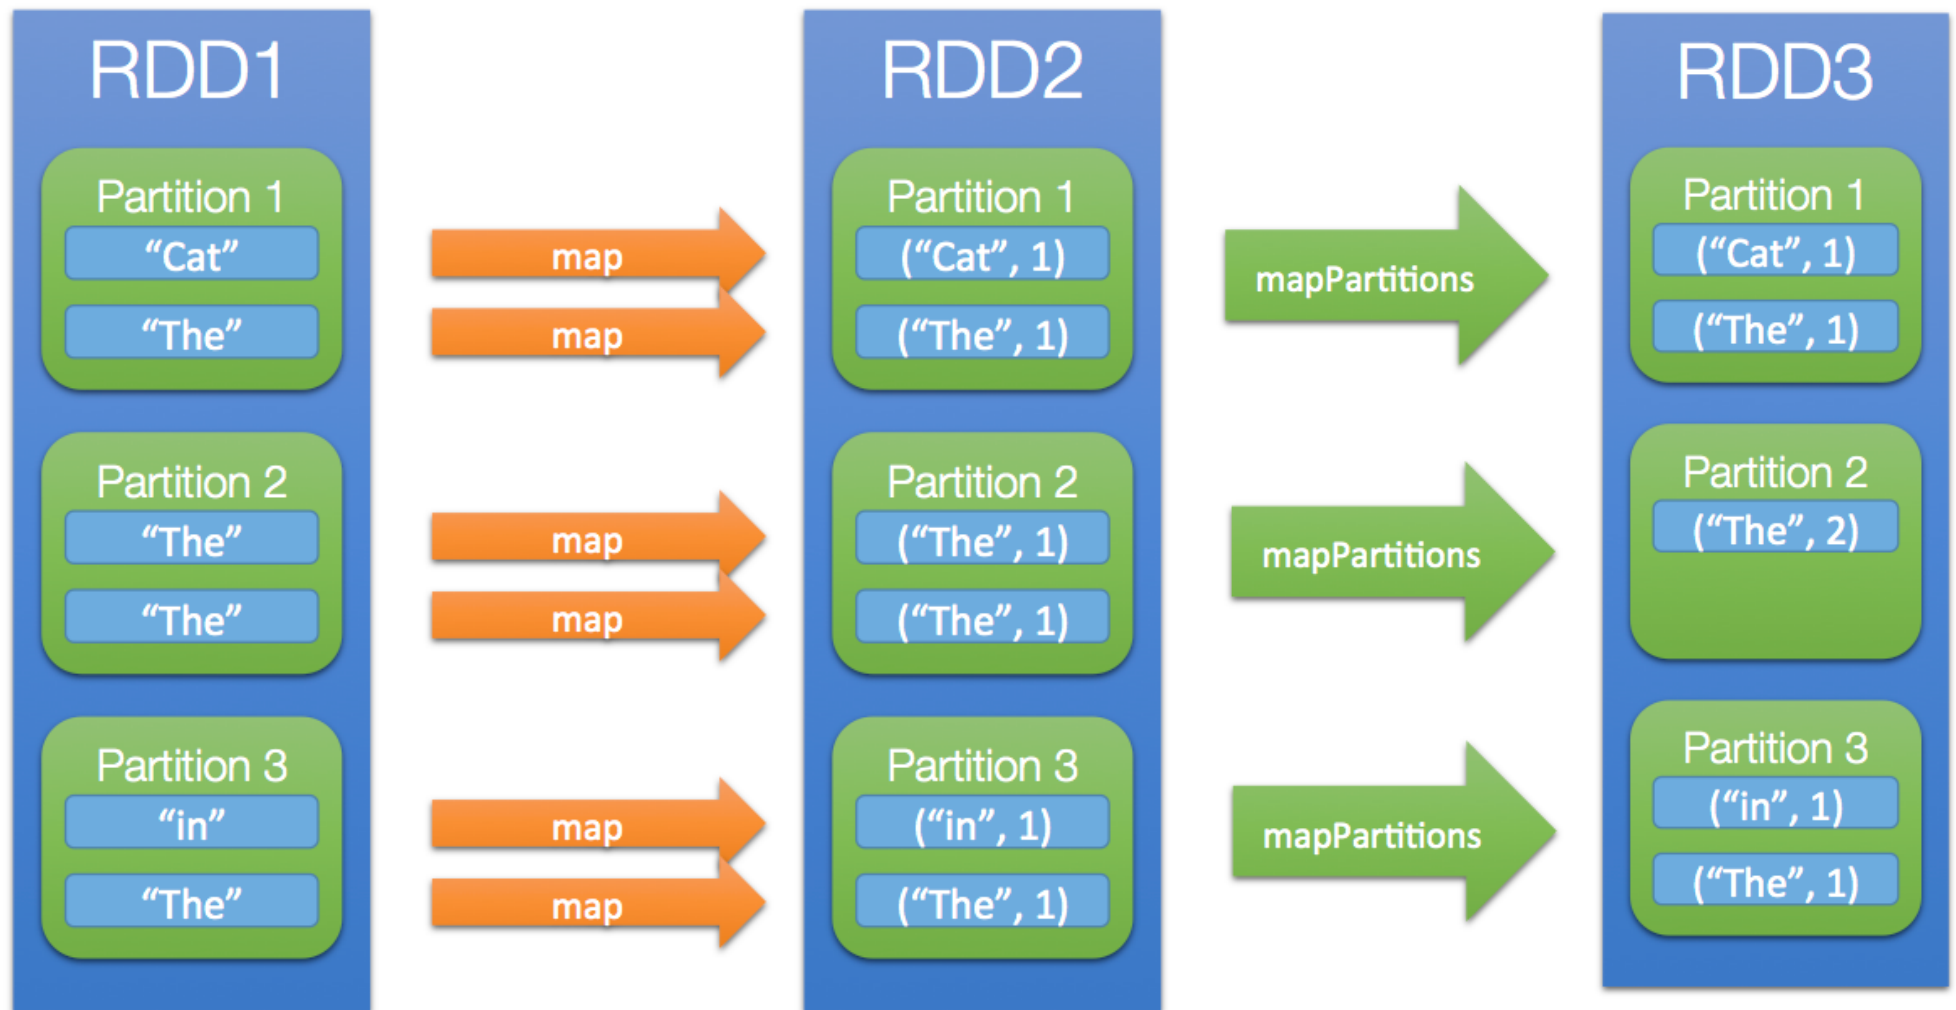 RDD1
Partition 1
“Cat”
“The”
Partition 2
“The”
“The”
Partition 3
“in”
“The”
map
map
map
map
map
map
RDD2
Partition 1
(“Cat”, 1)
(“The”, 1)
Partition 2
(“The”, 1)
(“The”, 1)
Partition 3
(“in”, 1)
(“The”, 1)
mapPartitions
mapPartitions
mapPartitions
RDD3
Partition 1
(“Cat”, 1)
(“The”, 1)
Partition 2
(“The”, 2)
Partition 3
(“in”, 1)
(“The”, 1)